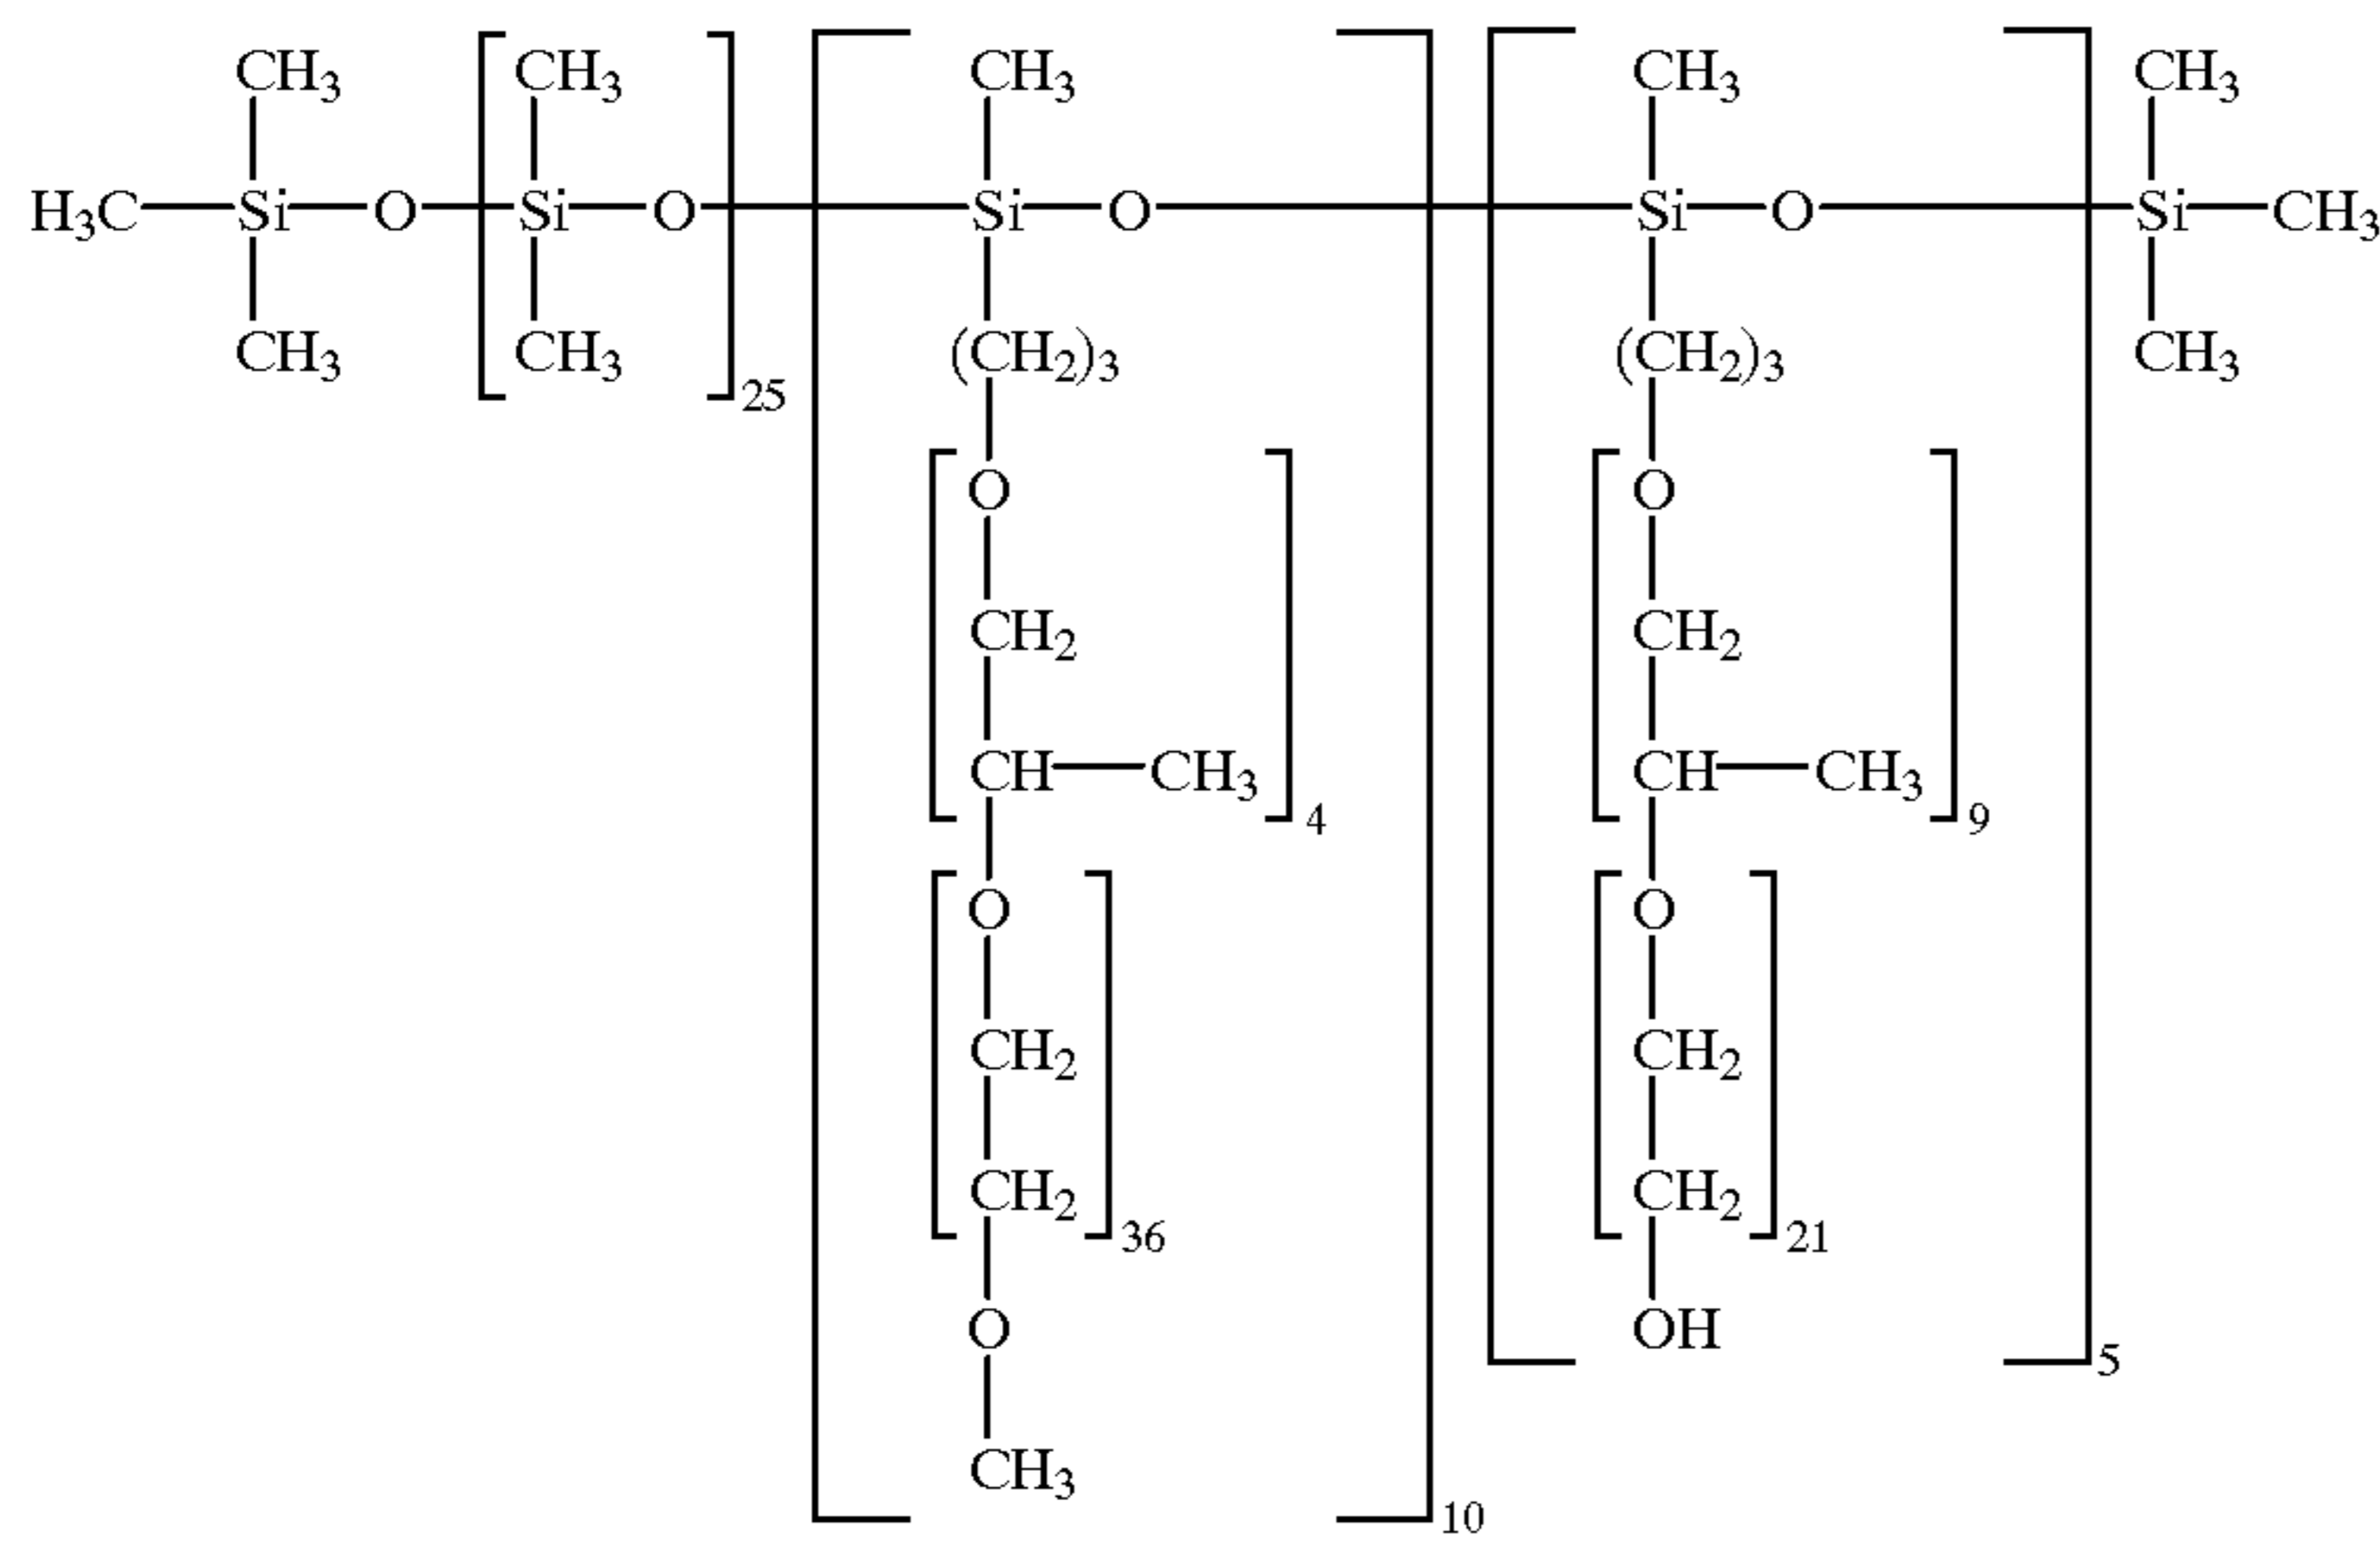 CH3 CH3 CH3 CH3 CH3
H3C Si O Si O Si O Si O Si CH3
CH3 CH3 (CH2)3 (CH2)3 CH3
25
O O
CH2 CH2
CH CH3 CH CH3
4 9
O O
CH2 CH2
CH2 CH2
36 21
O OH
5
CH3
10